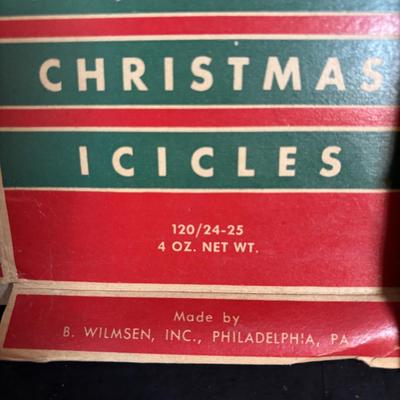 CHRISTMAS
ICICLES
120/24-25
4 OZ. NET WT.
Made by
B. WILMSEN, INC., PHILADELPHIA, PA